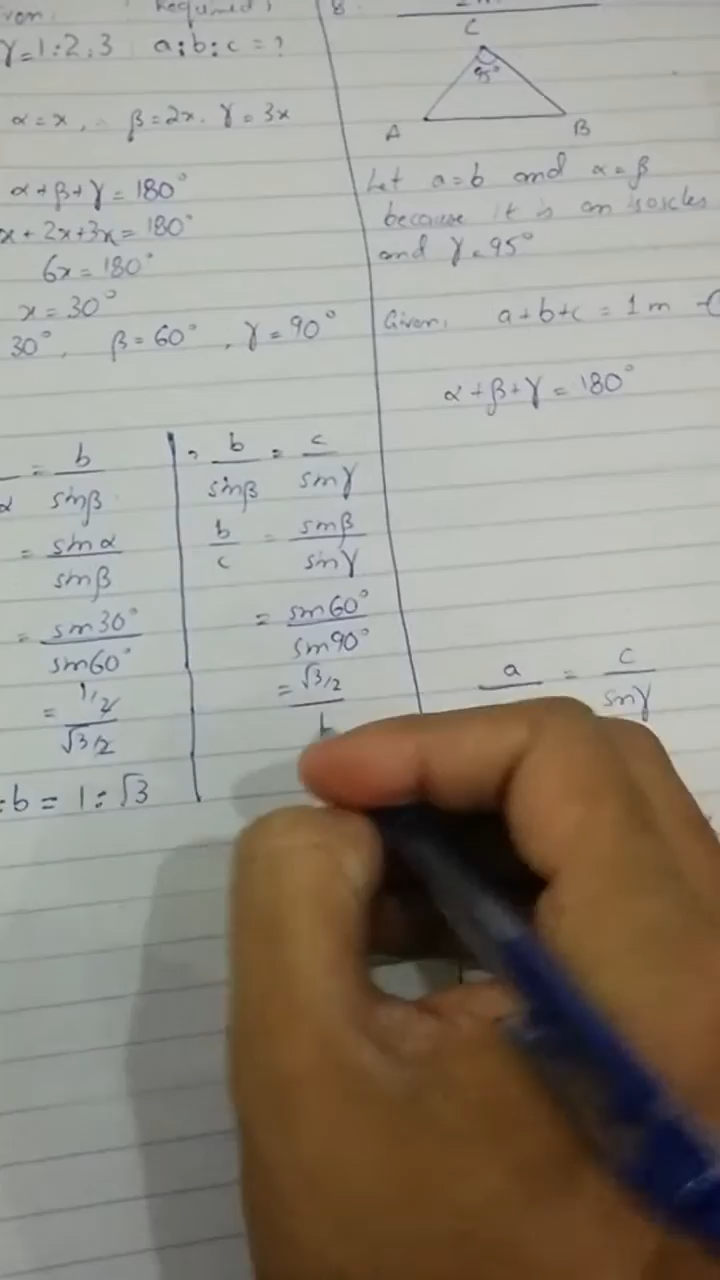 Required;
γ=1:2:3 a:b:c = ?
α = x, β=2x. γ = 3x
α+β+γ = 180°
x + 2x+3x = 180°
6x = 180°
x = 30°
30°, β = 60°, γ = 90°
= b
α sinβ
= sinα
sinβ
= sin30°
sin60°
= 1/2
√3/2
:b = 1:√3
b = c
sinβ sinγ
b = sinβ
c sinγ
= sin60°
sin90°
= √3/2
8.
C
95°
A B
Let a=b and α=β
because it is an isoscles
and γ=95°
Given, a+b+c = 1m
α+β+γ = 180°
a = c
sinγ